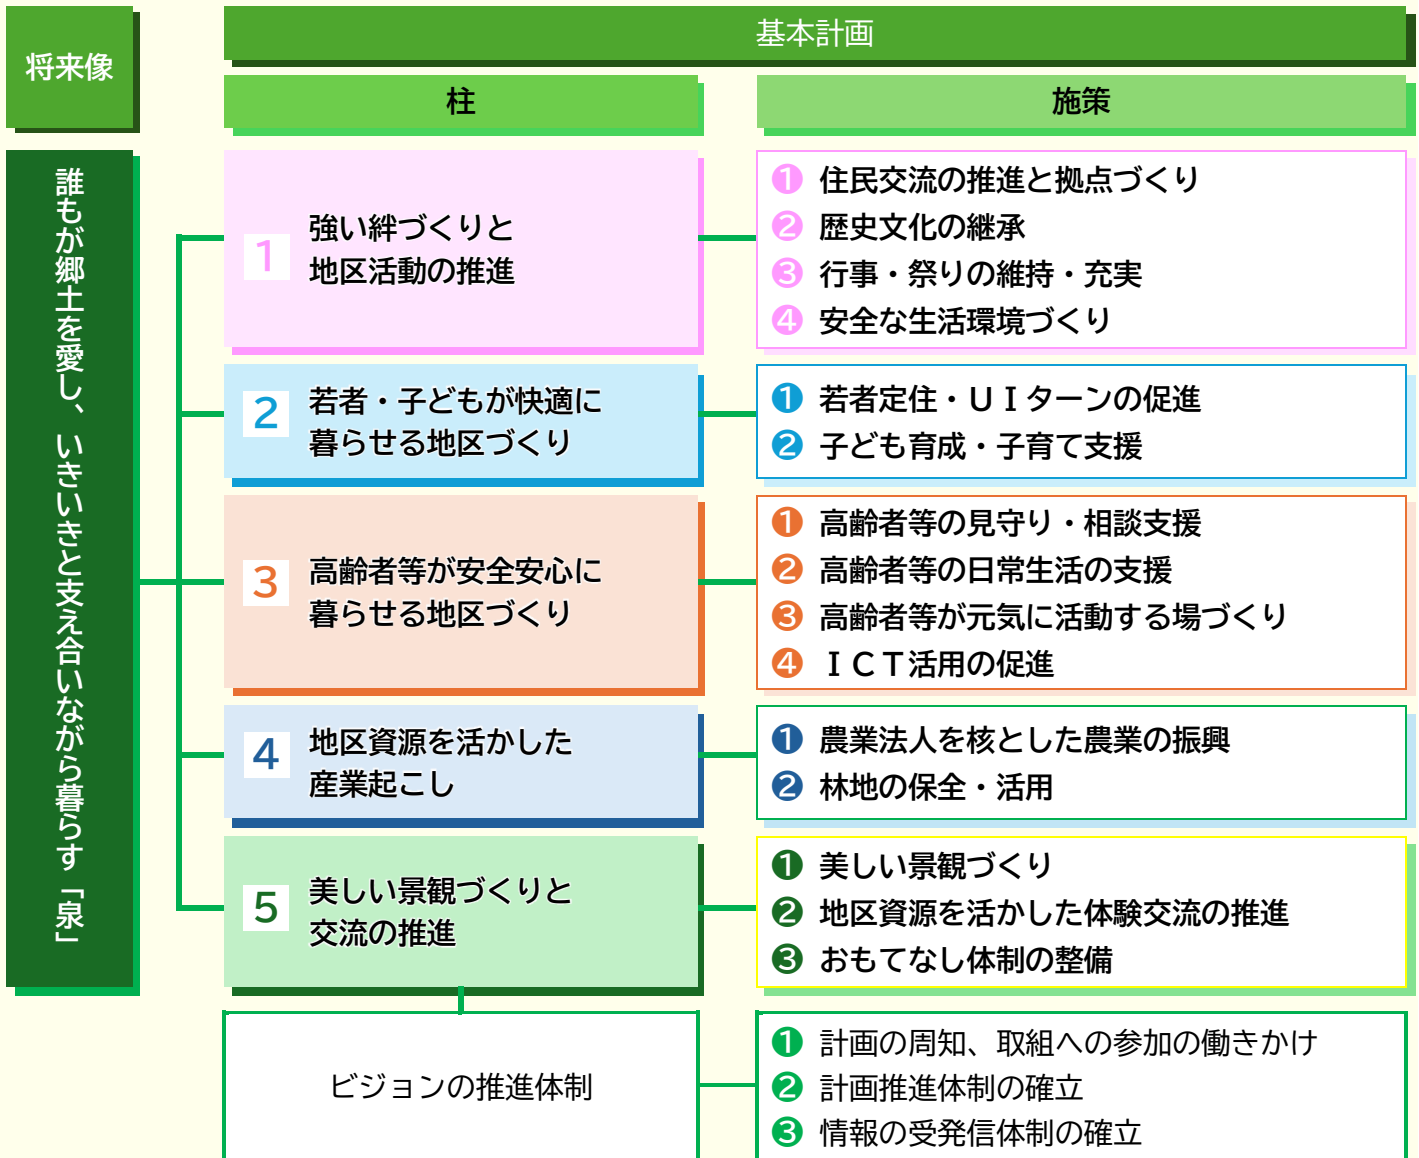 将来像
基本計画
柱
施策
誰もが郷土を愛し、いきいきと支え合いながら暮らす「泉」
1
強い絆づくりと
地区活動の推進
❶ 住民交流の推進と拠点づくり
❷ 歴史文化の継承
❸ 行事・祭りの維持・充実
❹ 安全な生活環境づくり
2
若者・子どもが快適に
暮らせる地区づくり
❶ 若者定住・ＵＩターンの促進
❷ 子ども育成・子育て支援
3
高齢者等が安全安心に
暮らせる地区づくり
❶ 高齢者等の見守り・相談支援
❷ 高齢者等の日常生活の支援
❸ 高齢者等が元気に活動する場づくり
❹ ＩＣＴ活用の促進
4
地区資源を活かした
産業起こし
❶ 農業法人を核とした農業の振興
❷ 林地の保全・活用
5
美しい景観づくりと
交流の推進
❶ 美しい景観づくり
❷ 地区資源を活かした体験交流の推進
❸ おもてなし体制の整備
ビジョンの推進体制
❶ 計画の周知、取組への参加の働きかけ
❷ 計画推進体制の確立
❸ 情報の受発信体制の確立